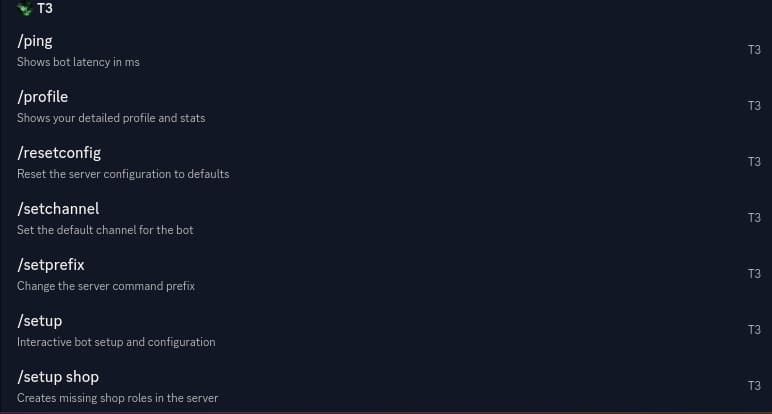 T3
/ping
Shows bot latency in ms
T3
/profile
Shows your detailed profile and stats
T3
/resetconfig
Reset the server configuration to defaults
T3
/setchannel
Set the default channel for the bot
T3
/setprefix
Change the server command prefix
T3
/setup
Interactive bot setup and configuration
T3
/setup shop
Creates missing shop roles in the server
T3